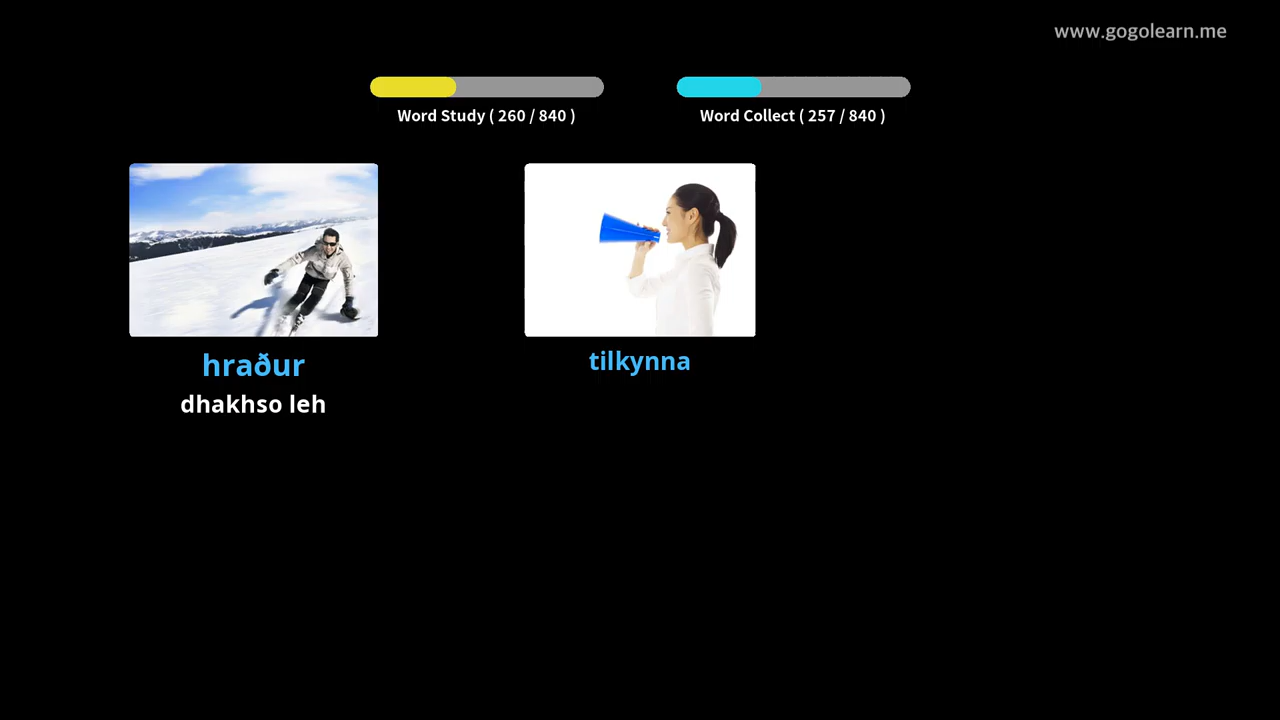 www.gogolearn.me
Word Study ( 260 / 840 )
Word Collect ( 257 / 840 )
hraður
dhakhso leh
tilkynna